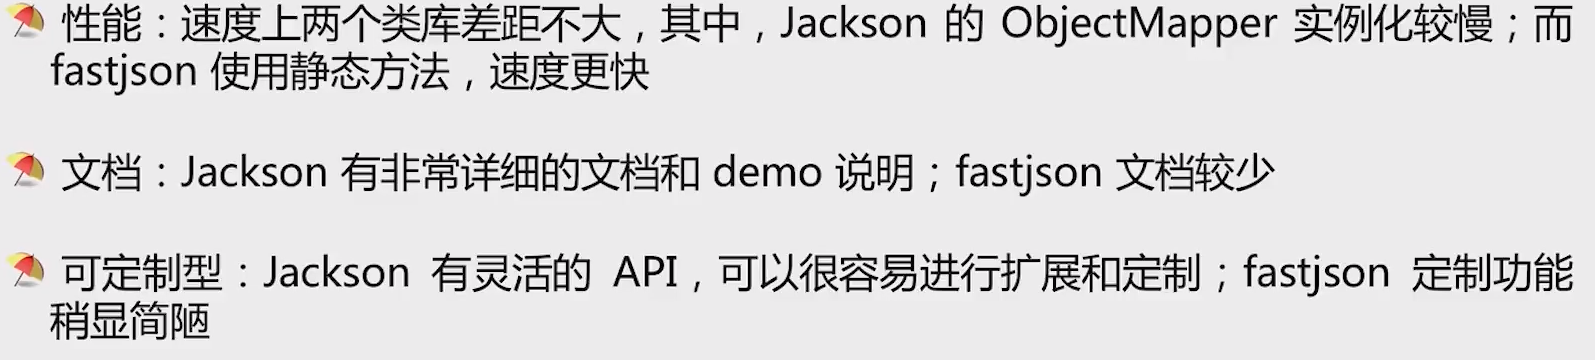 性能：速度上两个类库差距不大，其中，Jackson 的 ObjectMapper 实例化较慢；而
fastjson 使用静态方法，速度更快
文档：Jackson 有非常详细的文档和 demo 说明；fastjson 文档较少
可定制型：Jackson 有灵活的 API，可以很容易进行扩展和定制；fastjson 定制功能
稍显简陋